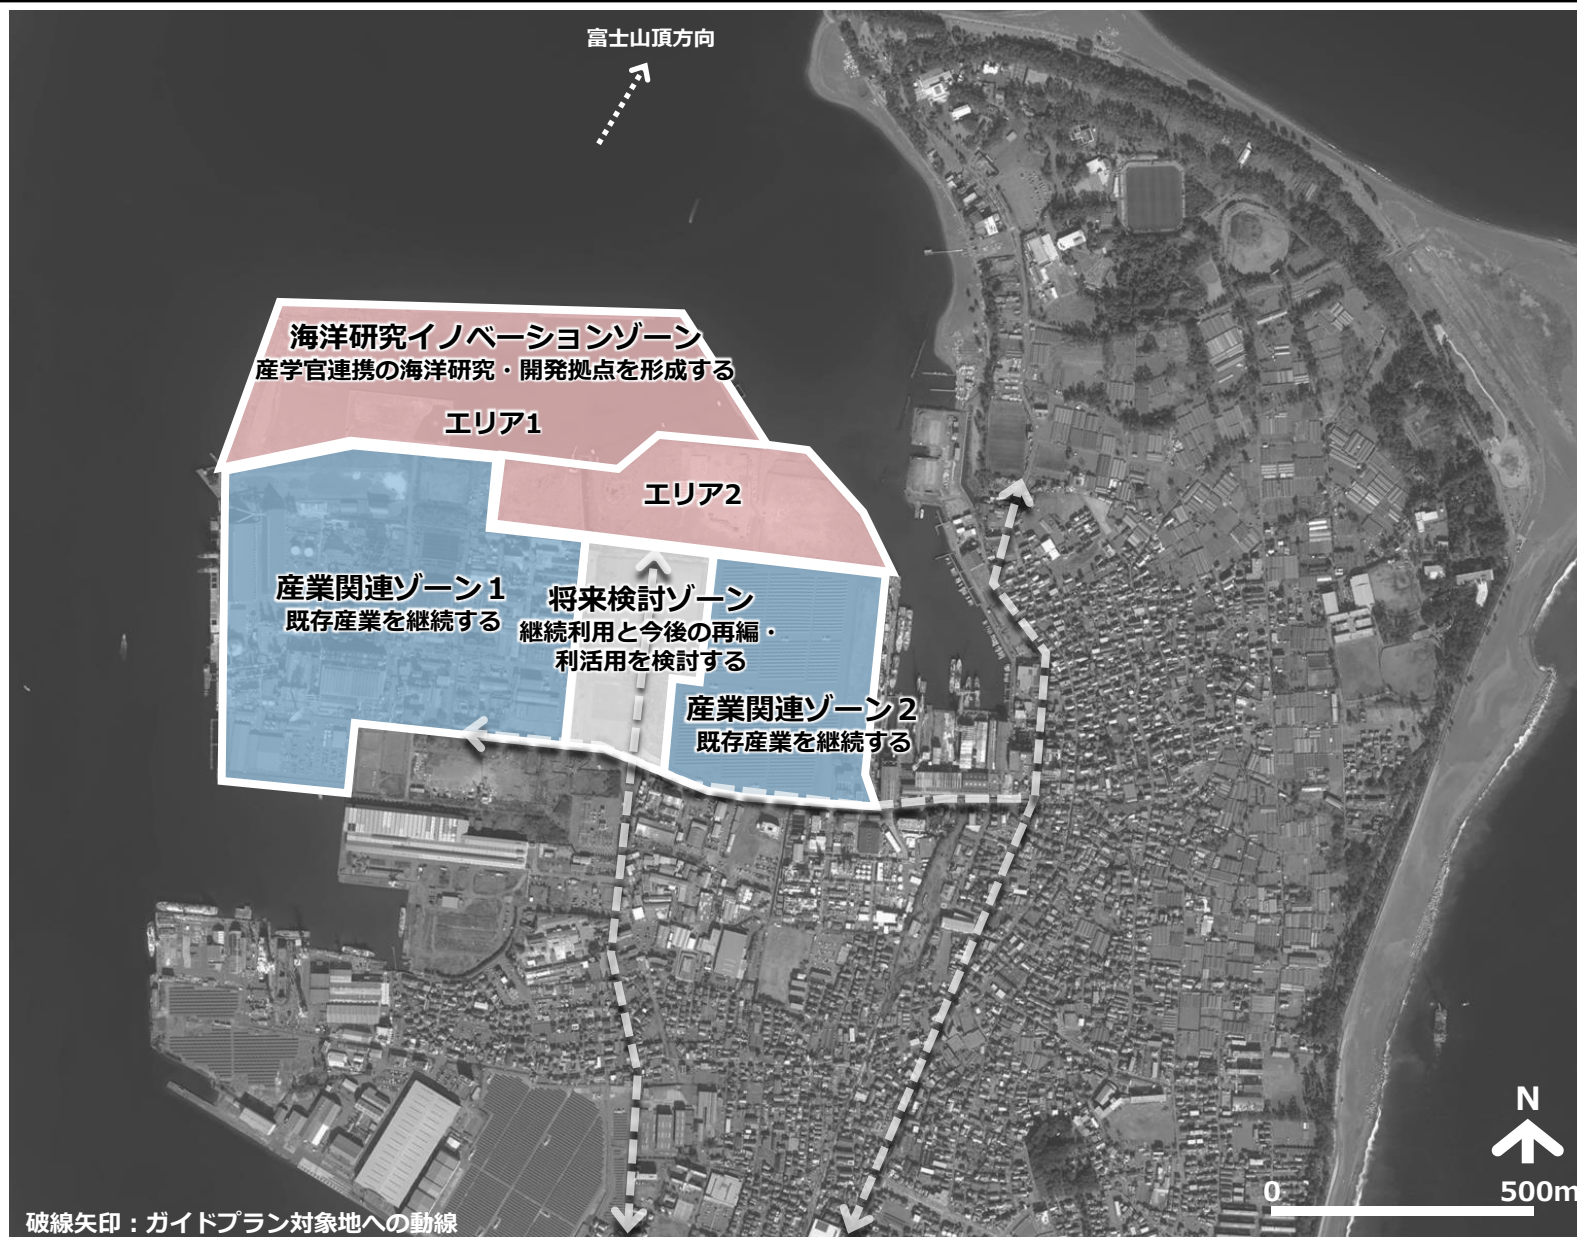 富士山頂方向
海洋研究イノベーションゾーン
産学官連携の海洋研究・開発拠点を形成する
エリア1
エリア2
産業関連ゾーン１
既存産業を継続する
将来検討ゾーン
継続利用と今後の再編・
利活用を検討する
産業関連ゾーン２
既存産業を継続する
N
0
500m
破線矢印：ガイドプラン対象地への動線